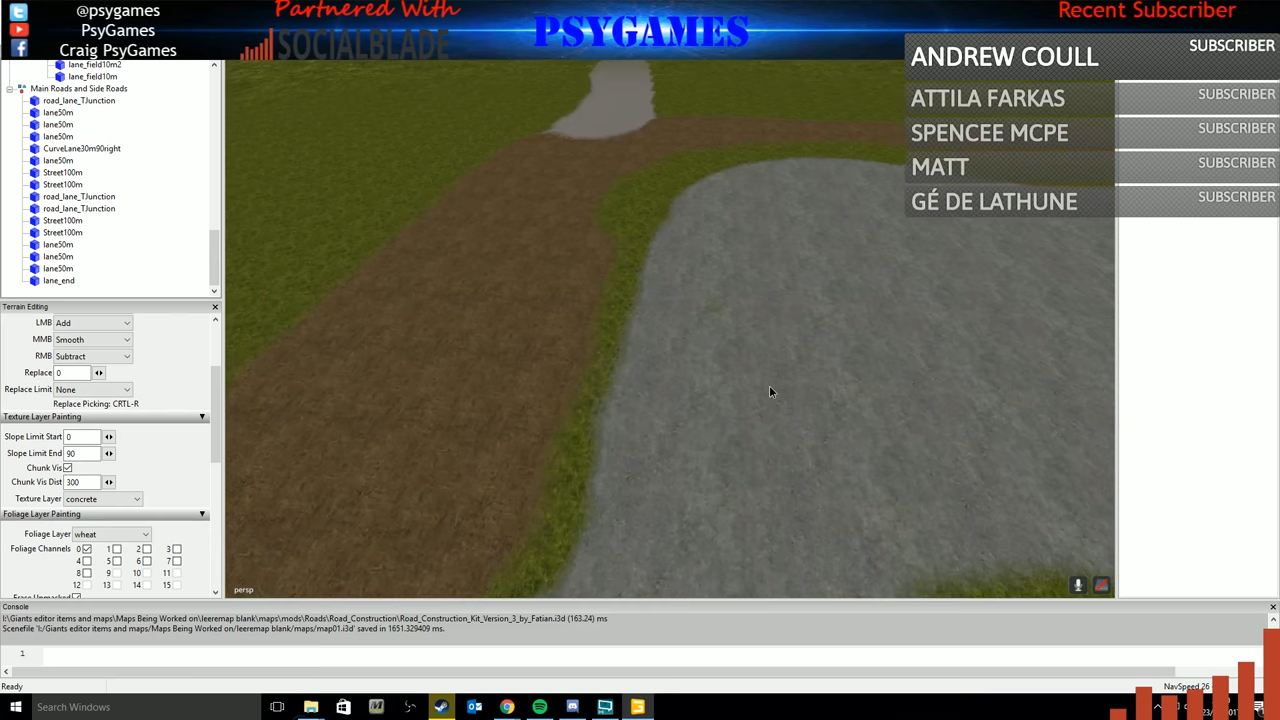 @psygames
PsyGames
Craig PsyGames
Partnered With
SOCIALBLADE
PSYGAMES
Recent Subscriber
ANDREW COULL SUBSCRIBER
ATTILA FARKAS SUBSCRIBER
SPENCEE MCPE SUBSCRIBER
MATT SUBSCRIBER
GÉ DE LATHUNE SUBSCRIBER
lane_field10m2
lane_field10m
Main Roads and Side Roads
road_lane_TJunction
lane50m
lane50m
lane50m
CurveLane30m90right
lane50m
Street100m
Street100m
road_lane_TJunction
road_lane_TJunction
Street100m
Street100m
lane50m
lane50m
lane50m
lane_end
Terrain Editing
LMB Add
MMB Smooth
RMB Subtract
Replace 0
Replace Limit None
Replace Picking: CRTL-R
Texture Layer Painting
Slope Limit Start 0
Slope Limit End 90
Chunk Vis
Chunk Vis Dist 300
Texture Layer concrete
Foliage Layer Painting
Foliage Layer wheat
Foliage Channels 0 1 2 3
4 5 6 7
8 9 10 11
12 13 14 15
persp
Console
I:\Giants editor items and maps\Maps Being Worked on\leeremap blank\maps\mods\Roads\Road_Construction\Road_Construction_Kit_Version_3_by_Fatian.i3d (163.24) ms
Scenefile 'I:/Giants editor items and maps/Maps Being Worked on/leeremap blank/maps/map01.i3d' saved in 1651.329409 ms.
1
Ready
NavSpeed 26
Search Windows